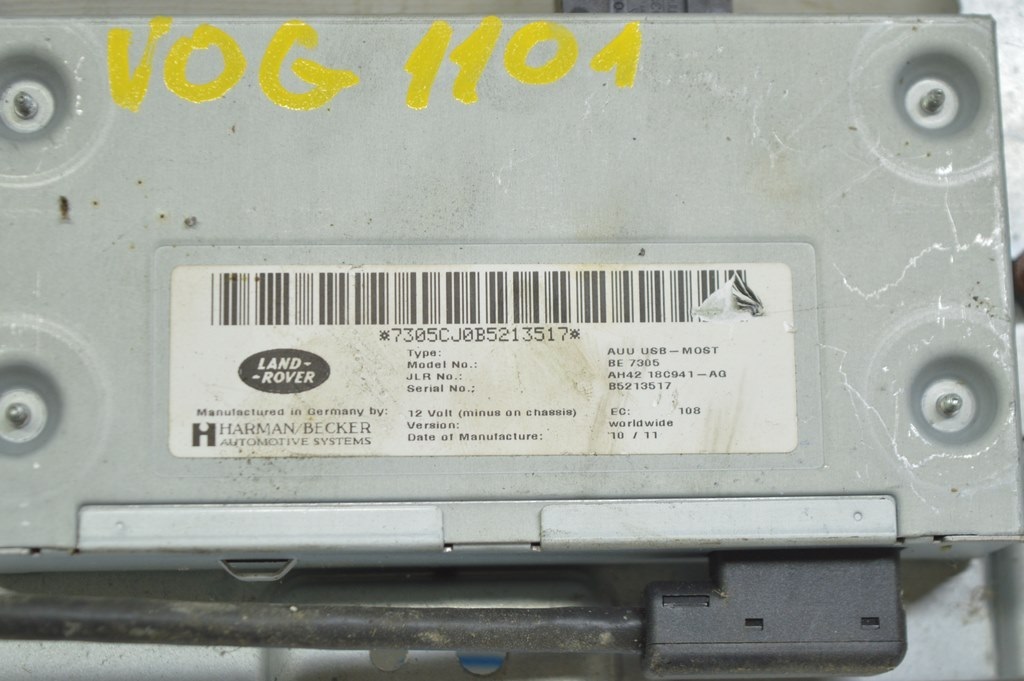 VOG 1101
*7305CJ0B5213517*
LAND-
-ROVER
Type: AUU USB-MOST
Model No.: BE 7305
JLR No.: AH42 18C941-AG
Serial No.; B5213517
Manufactured in Germany by: 12 Volt (minus on chassis) EC: 108
HARMAN/BECKER Version: worldwide
AUTOMOTIVE SYSTEMS Date of Manufacture: 10 / 11